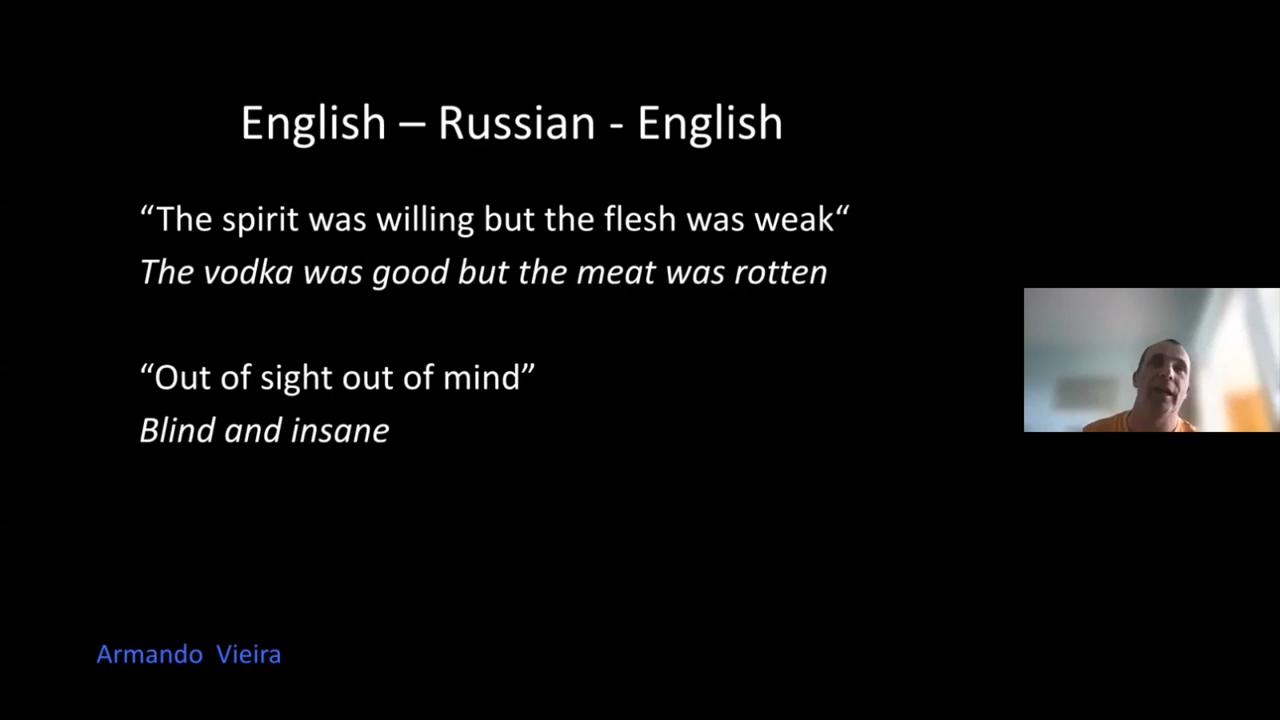 English – Russian - English
“The spirit was willing but the flesh was weak“
The vodka was good but the meat was rotten
“Out of sight out of mind”
Blind and insane
Armando Vieira